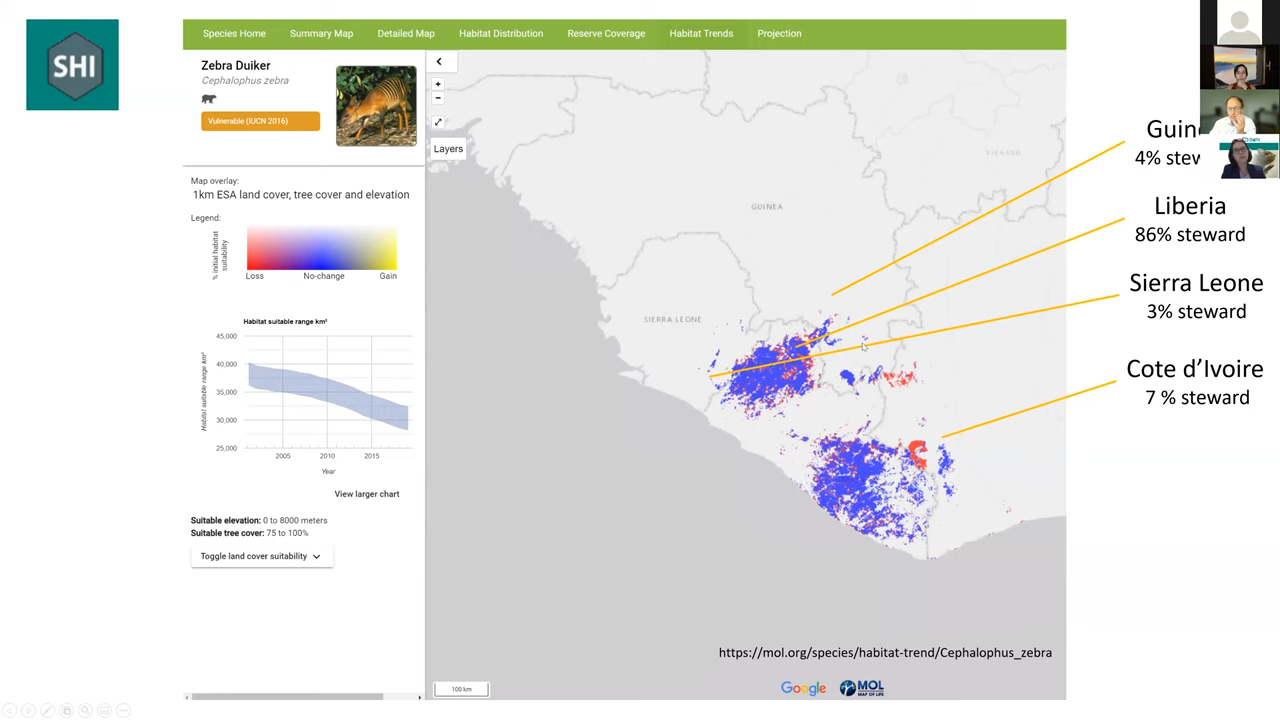 SHI
Species Home
Summary Map
Detailed Map
Habitat Distribution
Reserve Coverage
Habitat Trends
Projection
Zebra Duiker
Cephalophus zebra
Vulnerable (IUCN 2016)
Map overlay:
1km ESA land cover, tree cover and elevation
Legend:
% initial habitat
suitability
Loss
No-change
Gain
Habitat suitable range km²
Habitat suitable range km²
45,000
40,000
35,000
30,000
25,000
2005
2010
2015
Year
View larger chart
Suitable elevation: 0 to 8000 meters
Suitable tree cover: 75 to 100%
Toggle land cover suitability
Layers
GUINEA
SIKASSO
SIERRA LEONE
100 km
https://mol.org/species/habitat-trend/Cephalophus_zebra
Google
MOL
MAP OF LIFE
4%
Liberia
86% steward
Sierra Leone
3% steward
Cote d’Ivoire
7 % steward